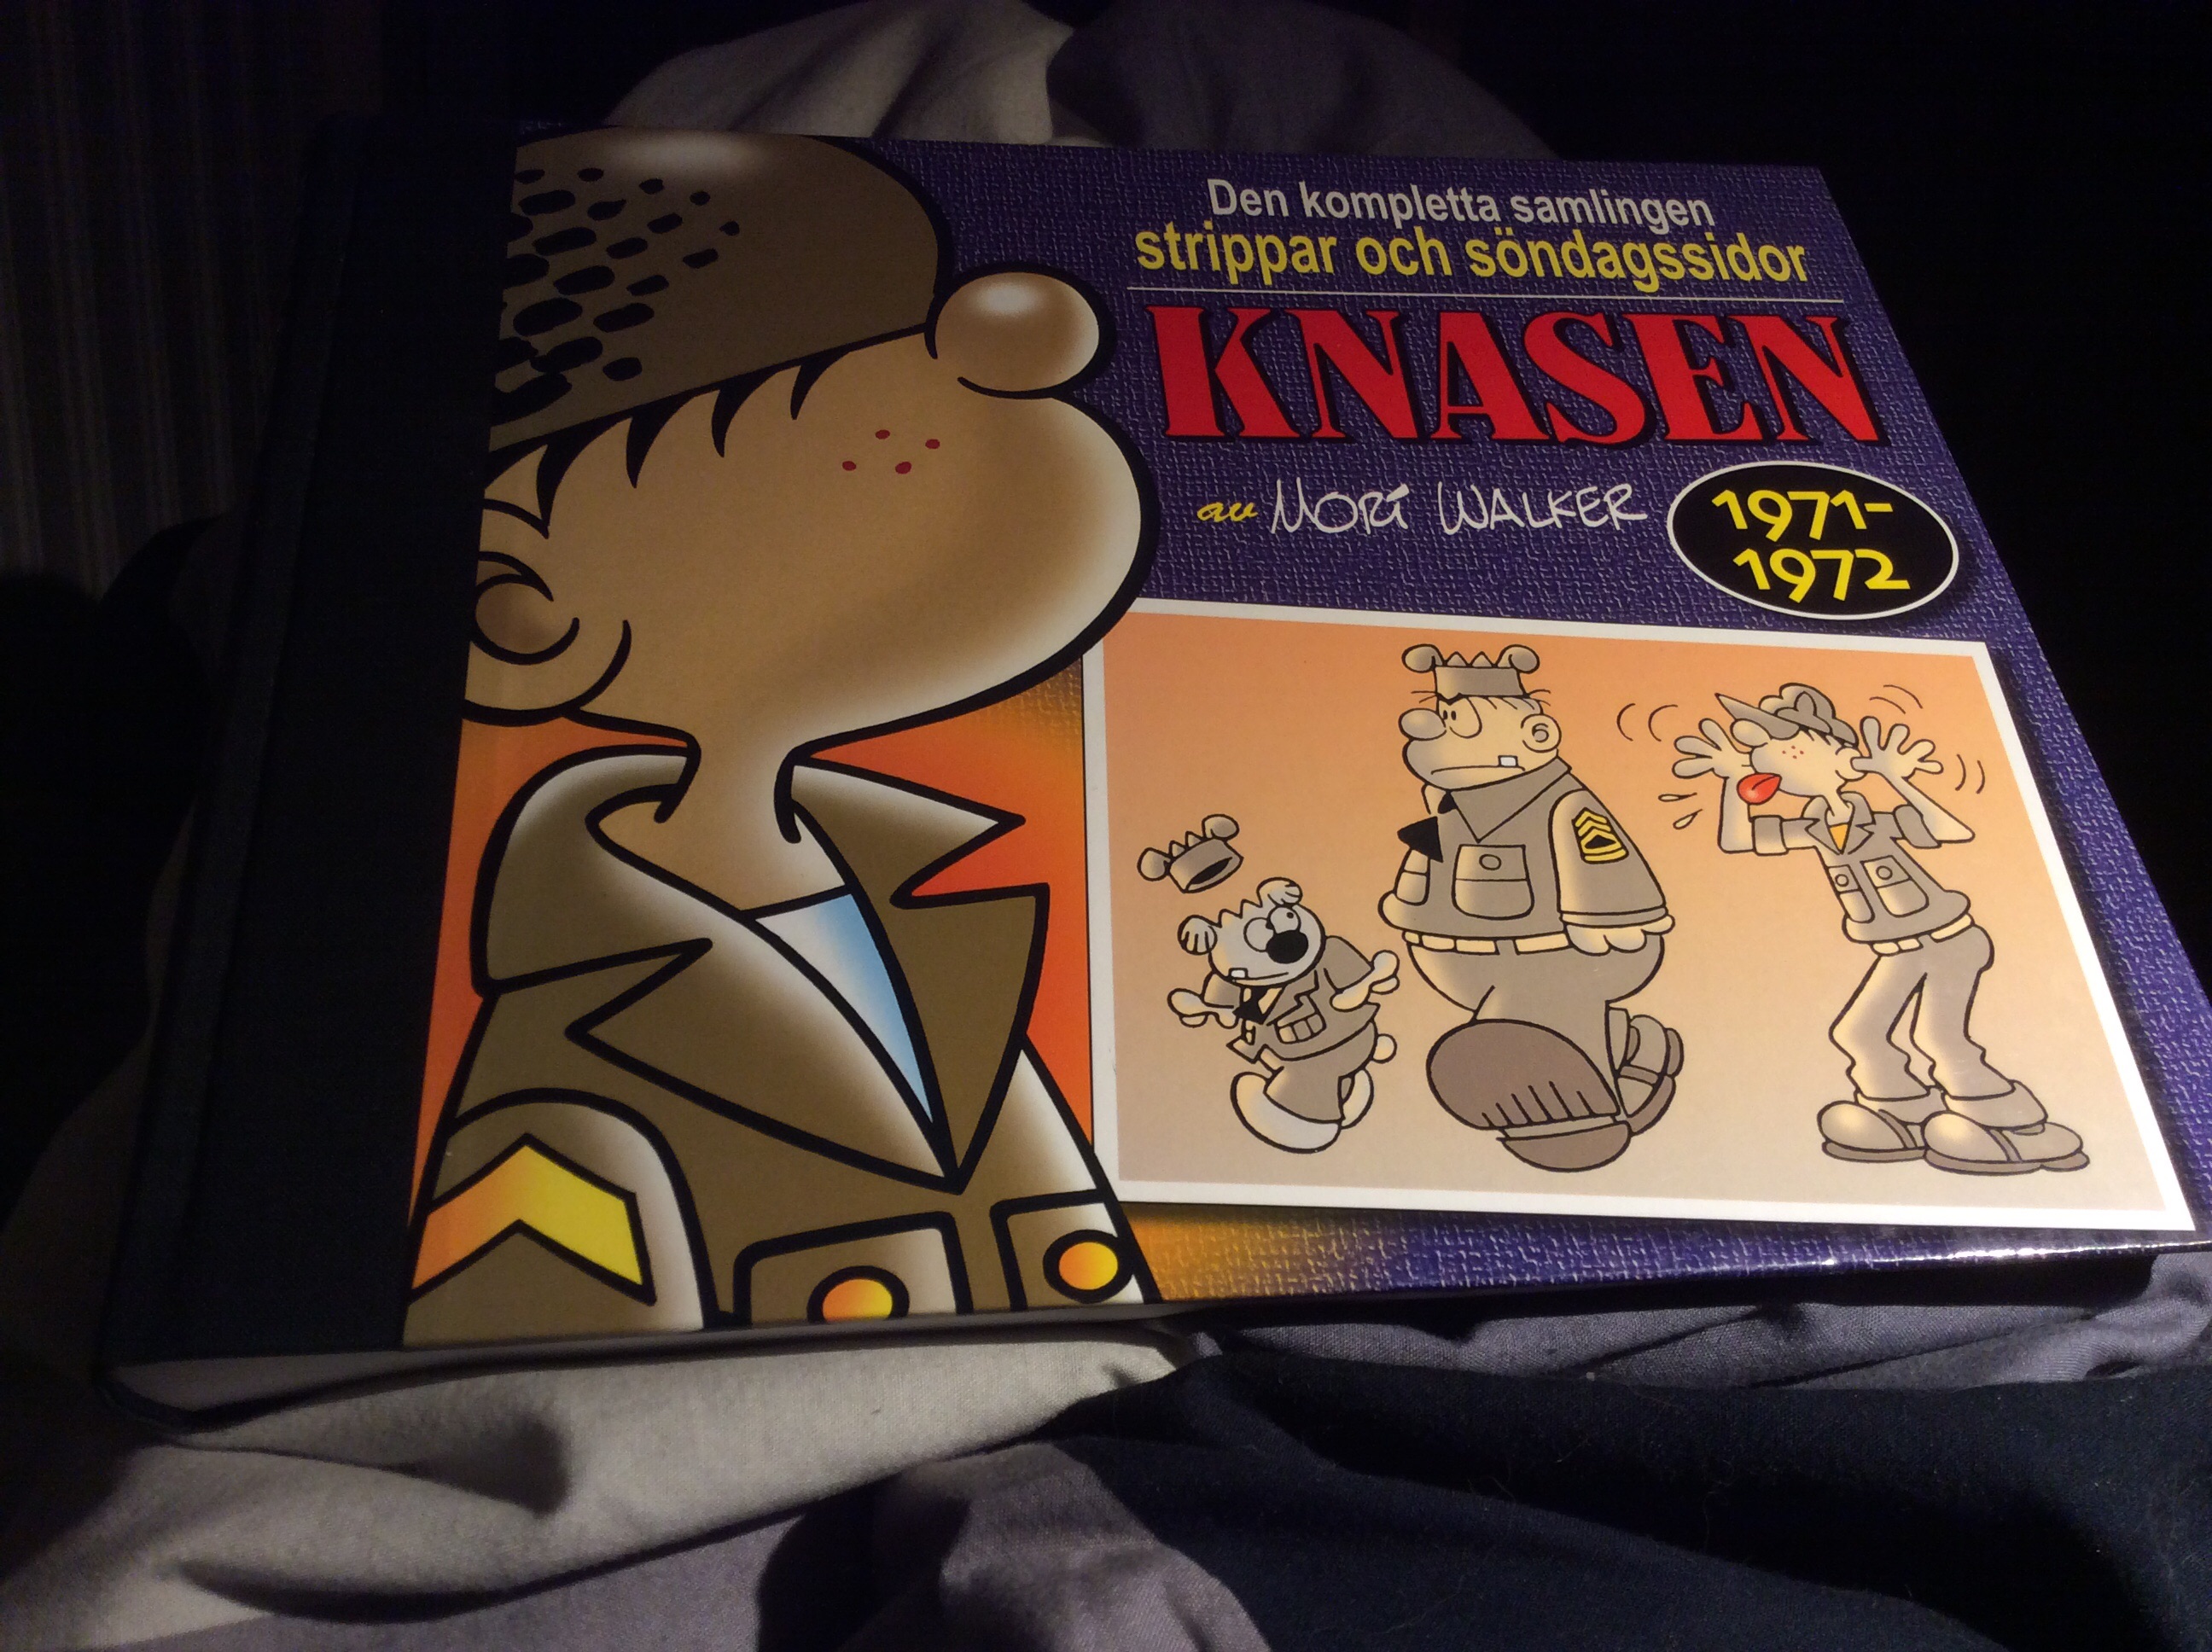 Den kompletta samlingen
strippar och söndagssidor
KNASEN
av MORT WALKER
1971-
1972